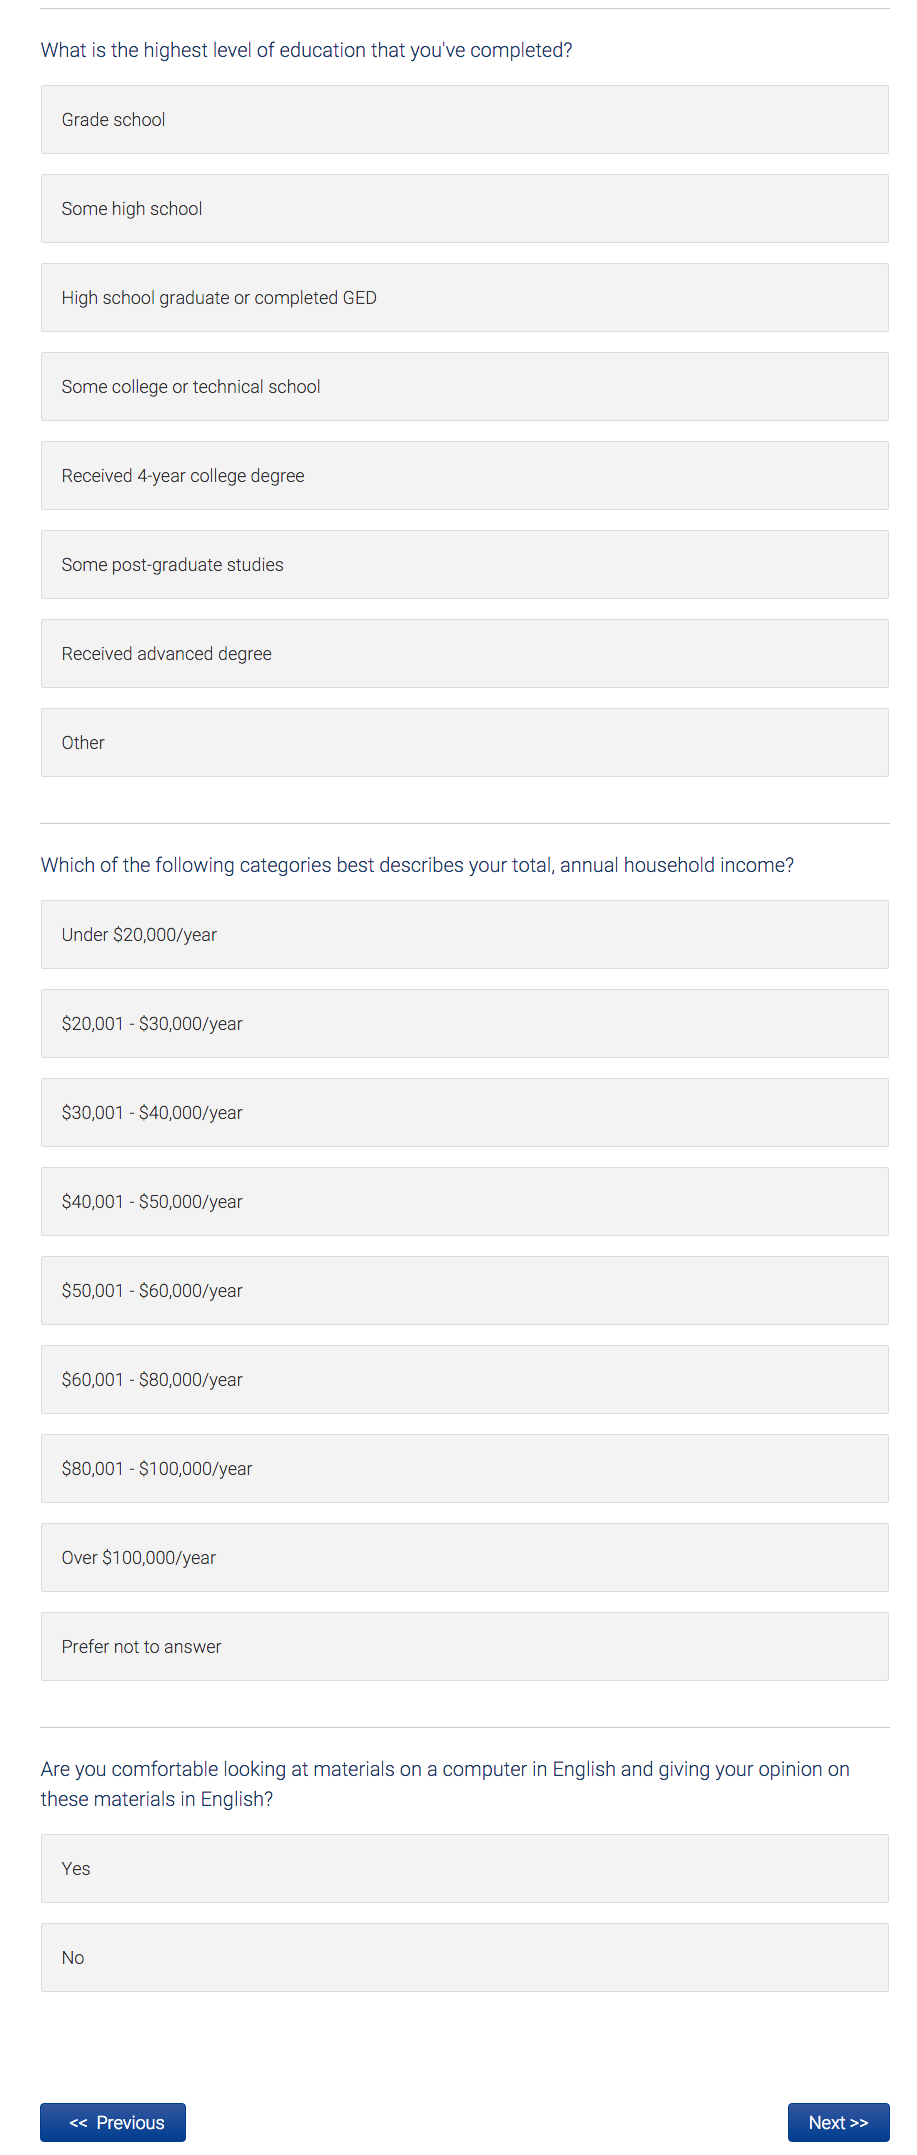 What is the highest level of education that you've completed?
Grade school
Some high school
High school graduate or completed GED
Some college or technical school
Received 4-year college degree
Some post-graduate studies
Received advanced degree
Other
Which of the following categories best describes your total, annual household income?
Under $20,000/year
$20,001 - $30,000/year
$30,001 - $40,000/year
$40,001 - $50,000/year
$50,001 - $60,000/year
$60,001 - $80,000/year
$80,001 - $100,000/year
Over $100,000/year
Prefer not to answer
Are you comfortable looking at materials on a computer in English and giving your opinion on
these materials in English?
Yes
No
<< Previous
Next >>